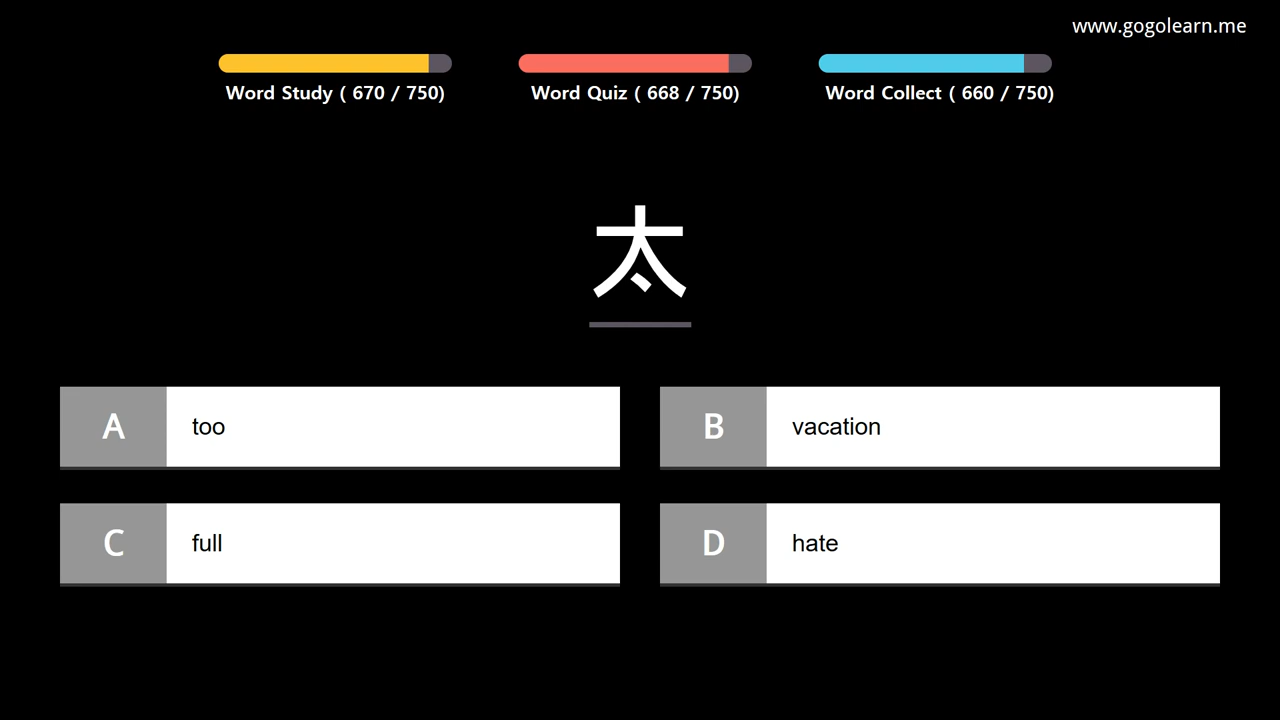 www.gogolearn.me
Word Study ( 670 / 750)
Word Quiz ( 668 / 750)
Word Collect ( 660 / 750)
太
A too
B vacation
C full
D hate